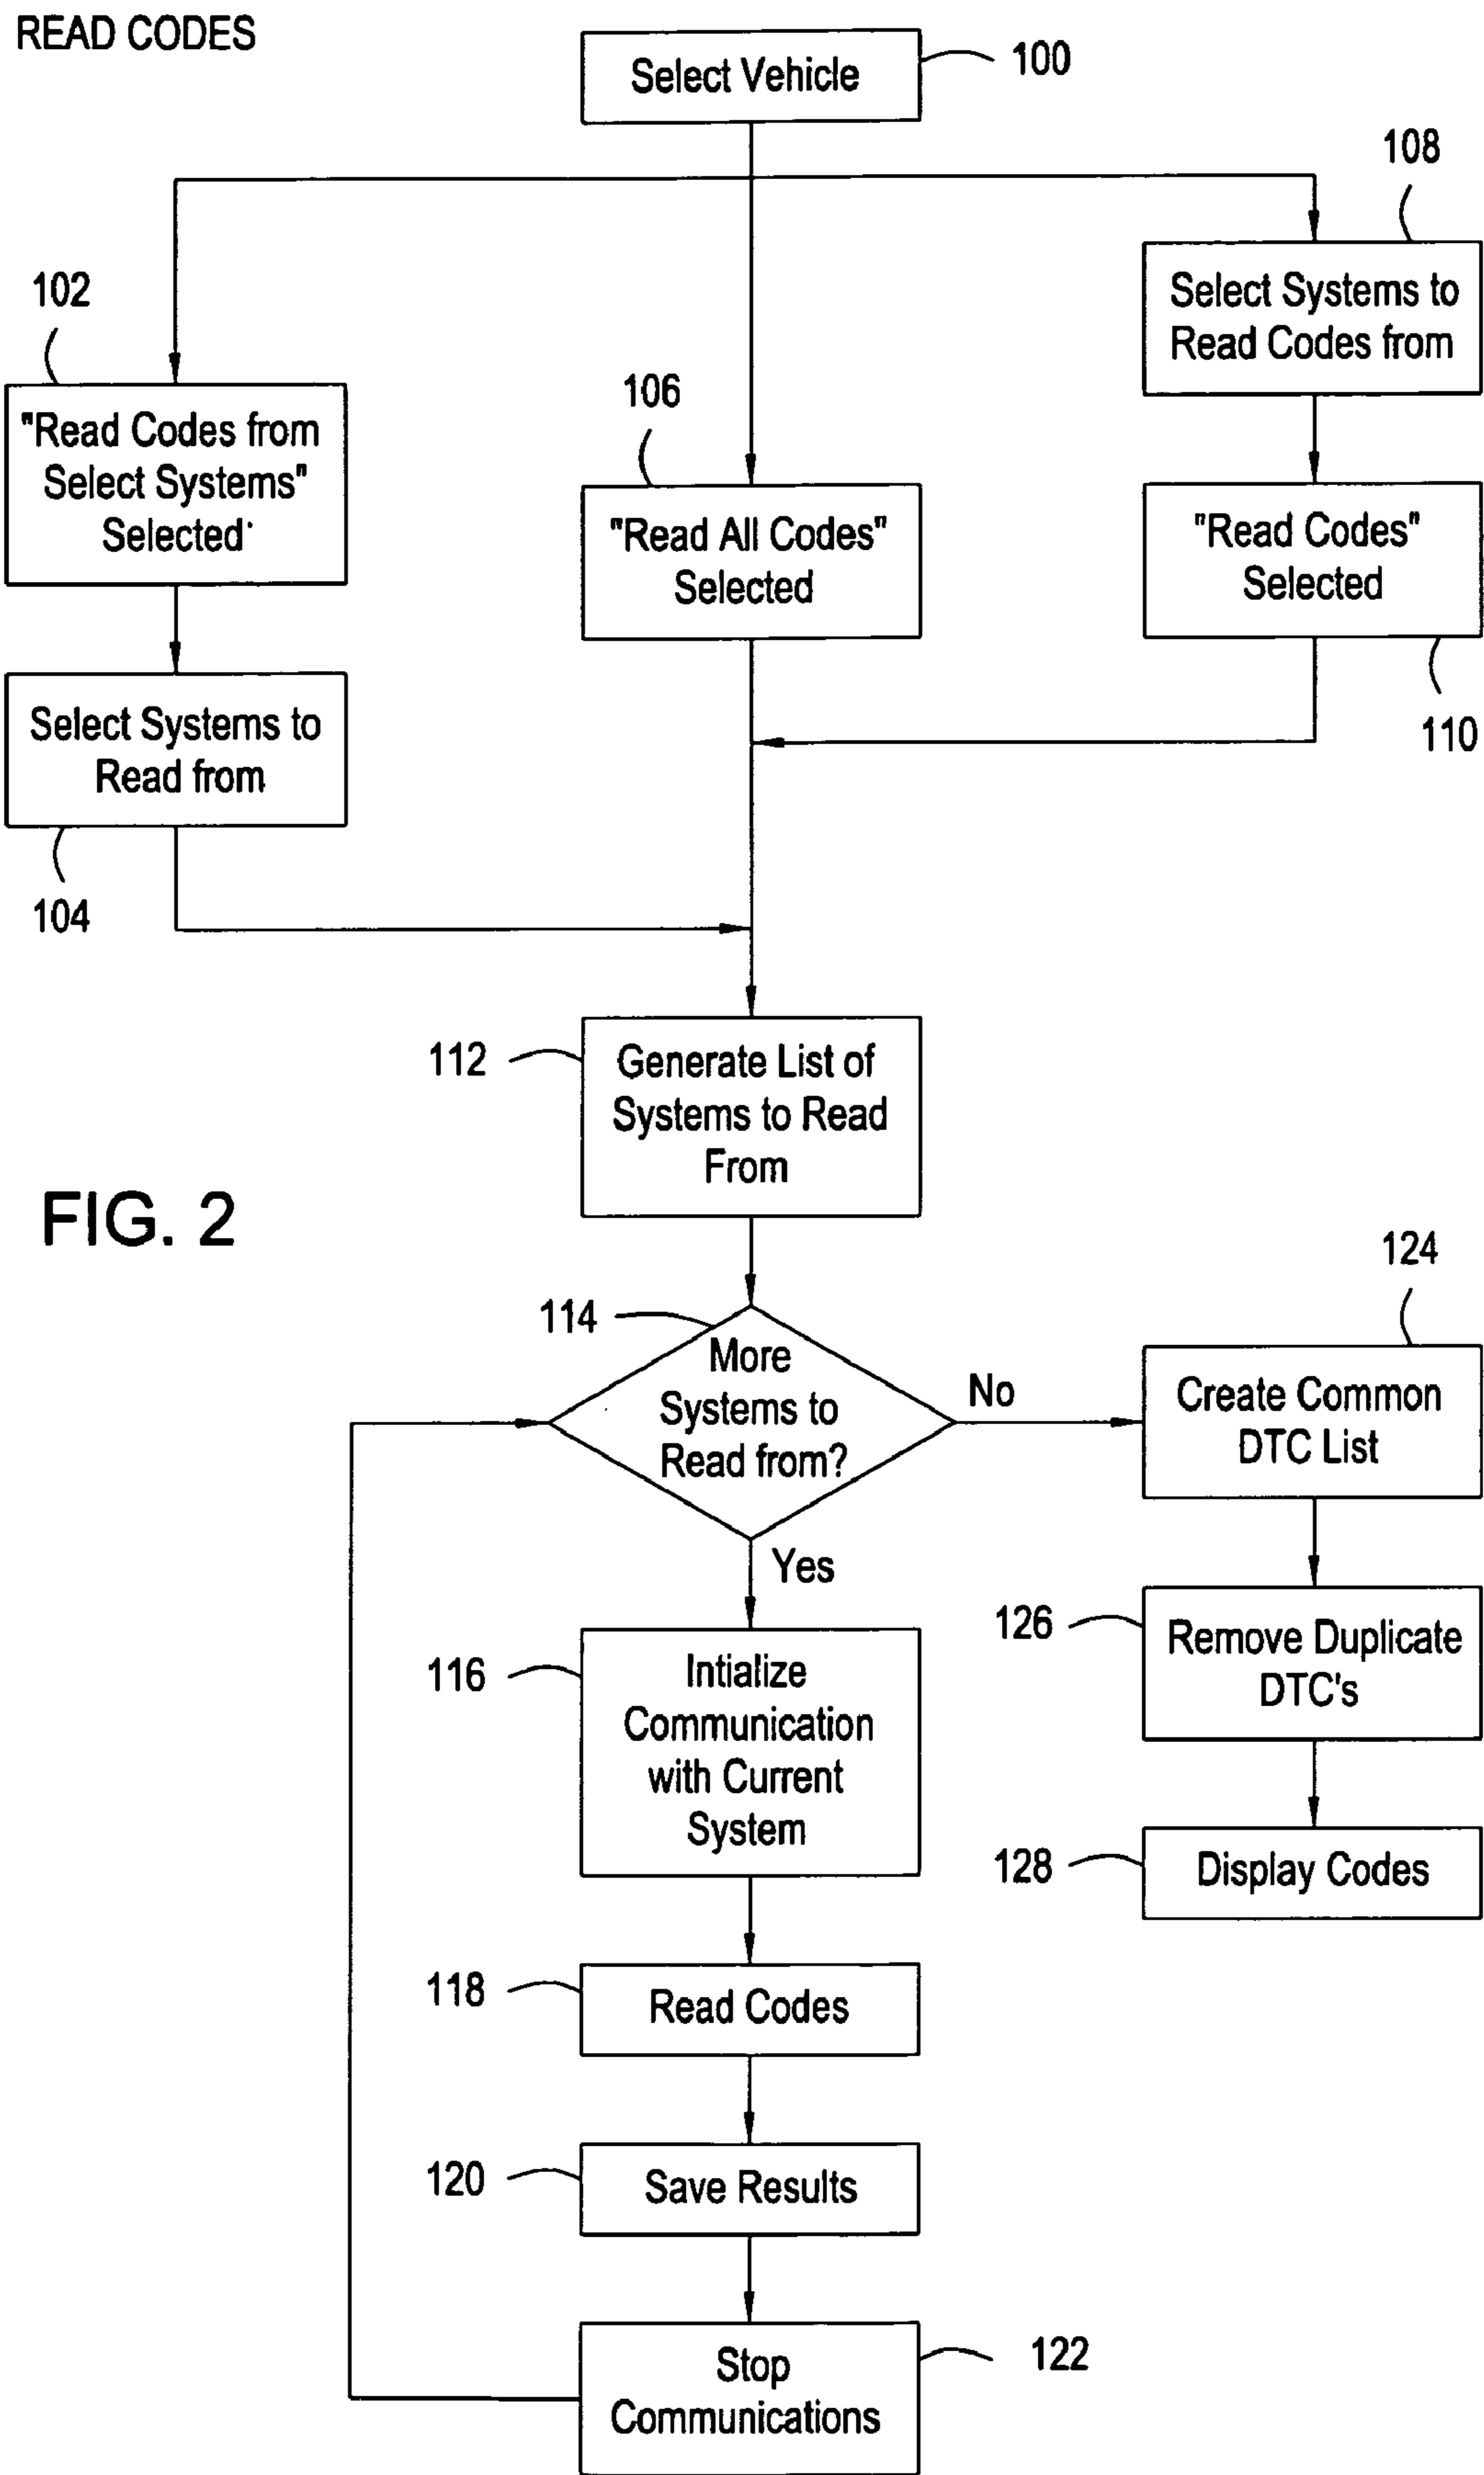 READ CODES
Select Vehicle
100
108
Select Systems to
Read Codes from
102
"Read Codes from
Select Systems"
Selected
106
"Read All Codes"
Selected
"Read Codes"
Selected
110
Select Systems to
Read from
104
112
Generate List of
Systems to Read
From
FIG. 2
114
More
Systems to
Read from?
No
Yes
124
Create Common
DTC List
126
Remove Duplicate
DTC's
128
Display Codes
116
Intialize
Communication
with Current
System
118
Read Codes
120
Save Results
Stop
Communications
122